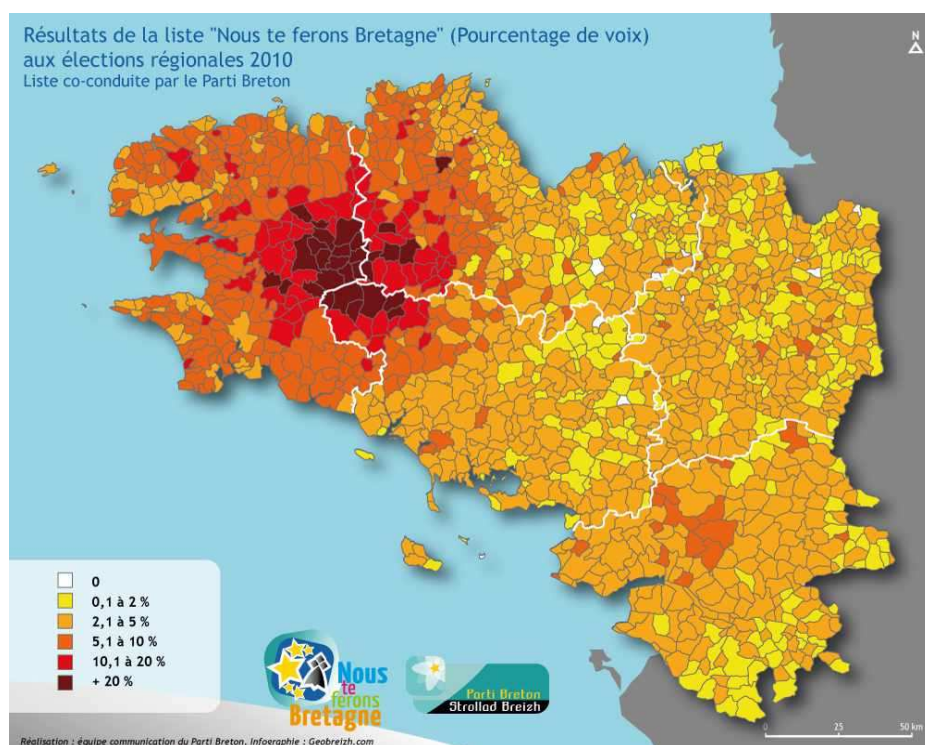 Résultats de la liste "Nous te ferons Bretagne" (Pourcentage de voix)
aux élections régionales 2010
Liste co-conduite par le Parti Breton
N
0
0,1 à 2 %
2,1 à 5 %
5,1 à 10 %
10,1 à 20 %
+ 20 %
Nous
te
ferons
Bretagne
Parti Breton
Strollad Breizh
0 25 50 km
Réalisation : équipe communication du Parti Breton. Infographie : Geobreizh.com